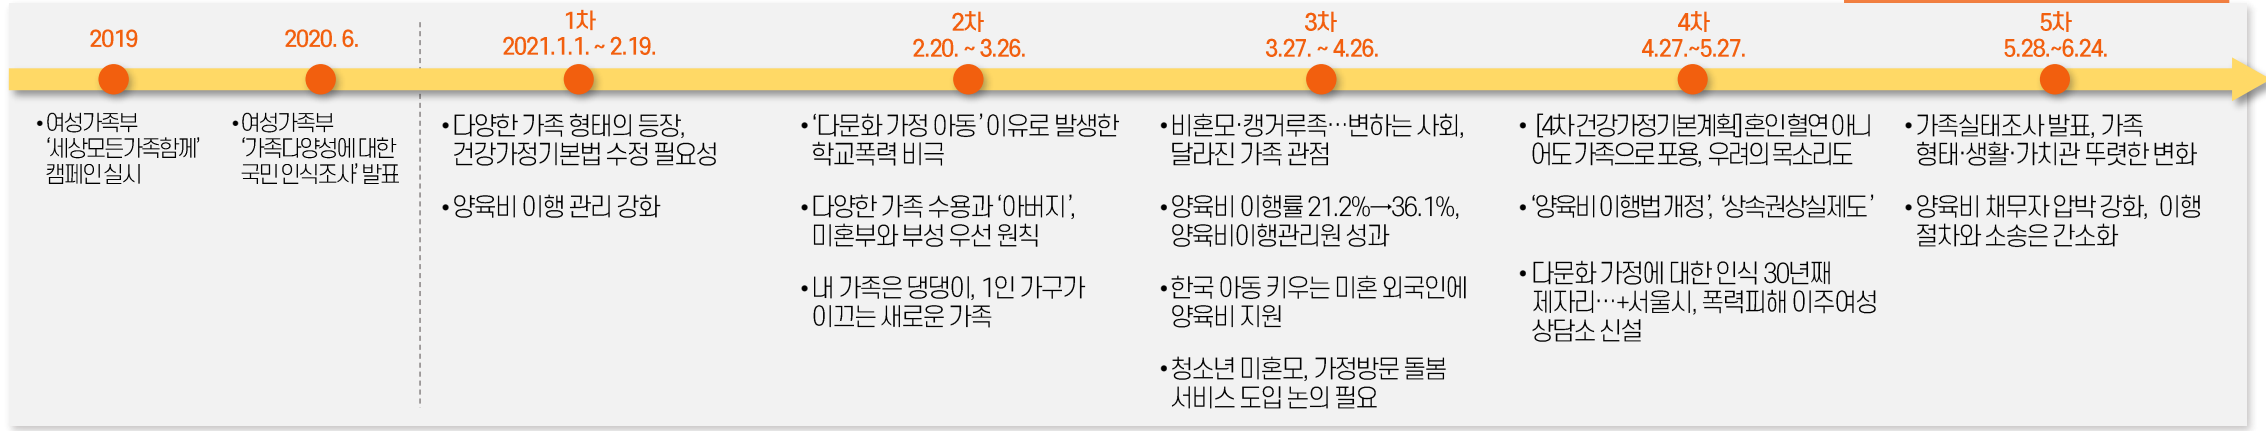 2019
• 여성가족부
‘세상모든가족함께’
캠페인 실시
2020. 6.
• 여성가족부
‘가족다양성에 대한
국민 인식조사’ 발표
1차
2021.1.1. ~ 2.19.
• 다양한 가족 형태의 등장,
건강가정기본법 수정 필요성
• 양육비 이행 관리 강화
2차
2.20. ~ 3.26.
• ‘다문화 가정 아동’ 이유로 발생한
학교폭력 비극
• 다양한 가족 수용과 ‘아버지’,
미혼부와 부성 우선 원칙
• 내 가족은 댕댕이, 1인 가구가
이끄는 새로운 가족
3차
3.27. ~ 4.26.
• 비혼모·캥거루족…변하는 사회,
달라진 가족 관점
• 양육비 이행률 21.2%→36.1%,
양육비이행관리원 성과
• 한국 아동 키우는 미혼 외국인에
양육비 지원
• 청소년 미혼모, 가정방문 돌봄
서비스 도입 논의 필요
4차
4.27.~5.27.
• [4차 건강가정기본계획] 혼인 혈연 아니
어도 가족으로 포용, 우려의 목소리도
• ‘양육비 이행법 개정’, ‘상속권상실제도’
• 다문화 가정에 대한 인식 30년째
제자리…+서울시, 폭력피해 이주여성
상담소 신설
5차
5.28.~6.24.
• 가족실태조사 발표, 가족
형태·생활·가치관 뚜렷한 변화
• 양육비 채무자 압박 강화, 이행
절차와 소송은 간소화